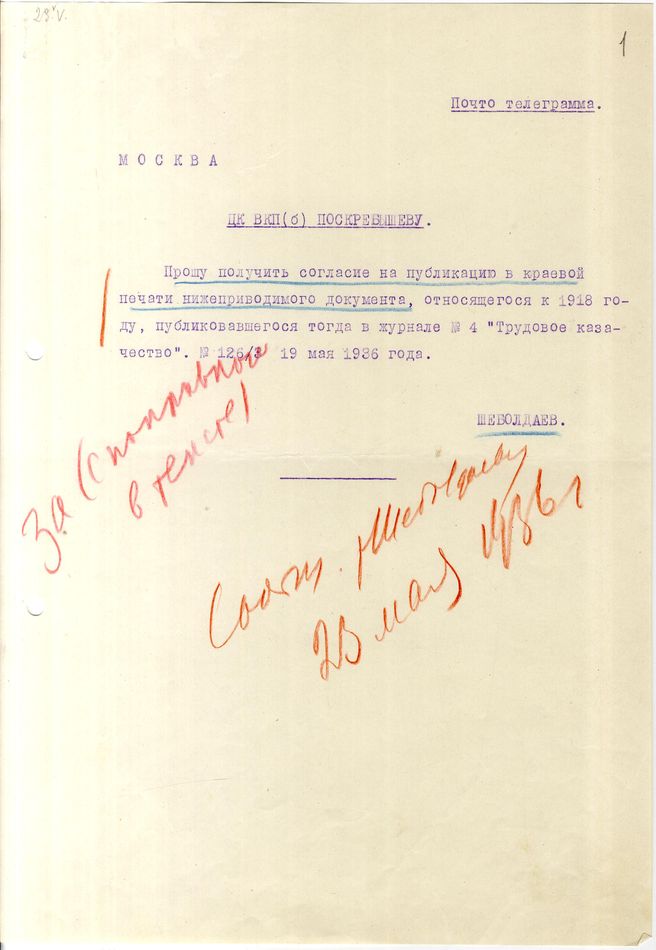 23.V.
1
Почто телеграмма.
МОСКВА
ЦК ВКП(б) ПОСКРЕБЫШЕВУ.
Прошу получить согласие на публикацию в краевой
печати нижеприводимого документа, относящегося к 1918 го-
ду, публиковавшегося тогда в журнале № 4 "Трудовое каза-
чество". № 126/3 19 мая 1936 года.
ШЕБОЛДАЕВ.
За (с поправкой
в тексте)
Сообщ. т. Шеболдаеву
23 мая 1936 г